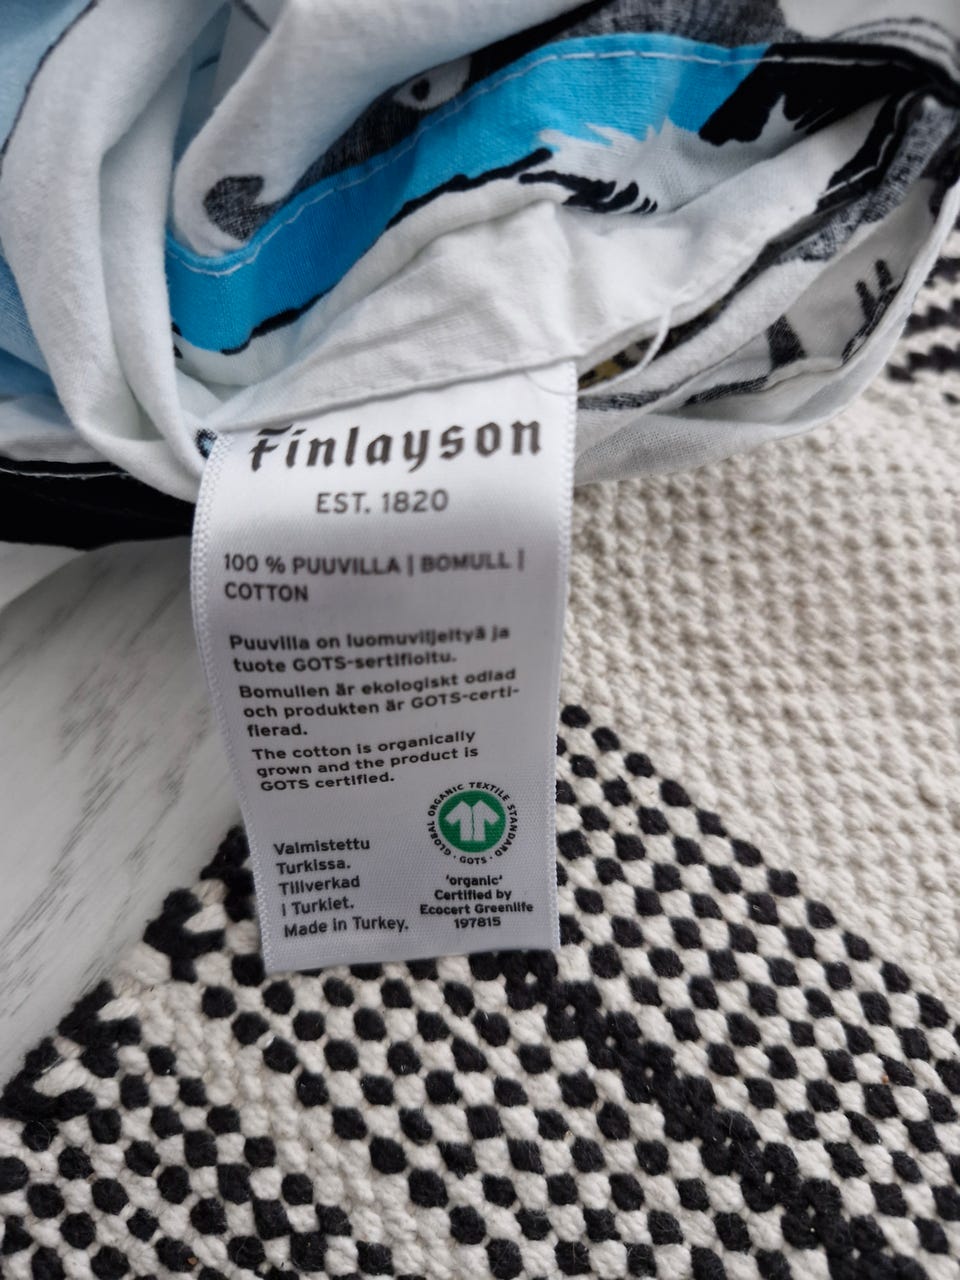 Finlayson
EST. 1820
100 % PUUVILLA | BOMULL |
COTTON
Puuvilla on luomuviljeltyä ja
tuote GOTS-sertifioitu.
Bomullen är ekologiskt odlad
och produkten är GOTS-certi-
fierad.
The cotton is organically
grown and the product is
GOTS certified.
GLOBAL ORGANIC TEXTILE STANDARD
· GOTS ·
Valmistettu
Turkissa.
Tillverkad
i Turkiet.
Made in Turkey.
'organic'
Certified by
Ecocert Greenlife
197815